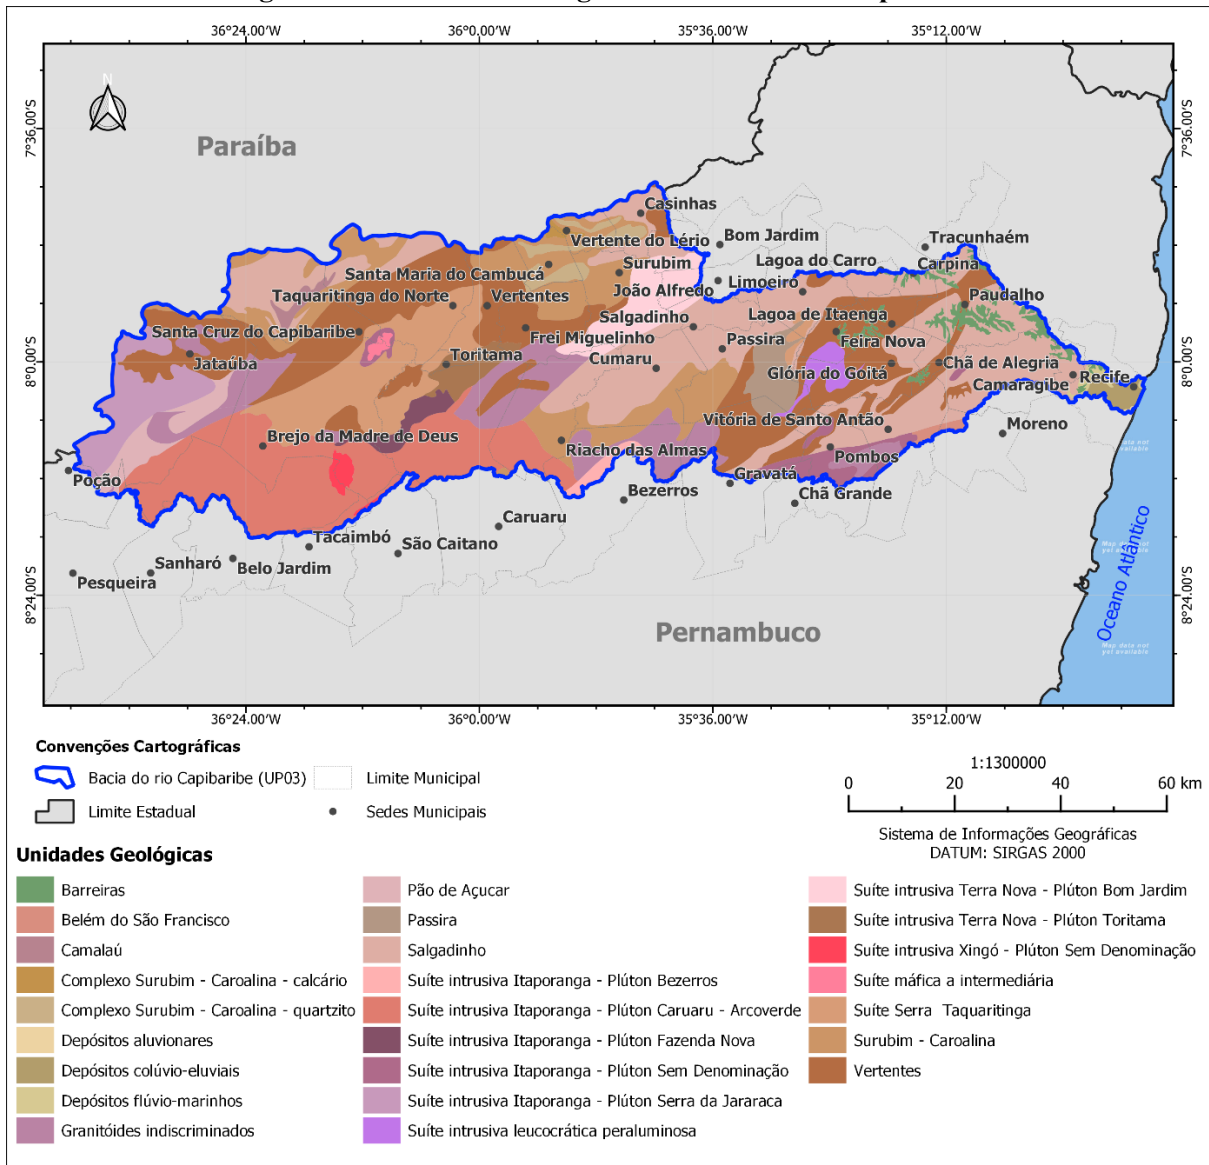 36°24.00'W 36°0.00'W 35°36.00'W 35°12.00'W
N
7°36.00'S
7°36.00'S
Paraíba
Casinhas
Vertente do Lério
Bom Jardim
Tracunhaém
Carpina
Lagoa do Carro
Surubim
Santa Maria do Cambucá
João Alfredo
Limoeiro
Paudalho
Taquaritinga do Norte
Vertentes
Salgadinho
Lagoa de Itaenga
Santa Cruz do Capibaribe
Frei Miguelinho
Passira
Feira Nova
8°0.00'S
8°0.00'S
Jataúba
Toritama
Cumaru
Glória do Goitá
Chã de Alegria
Camaragibe
Recife
Vitória de Santo Antão
Moreno
Brejo da Madre de Deus
Riacho das Almas
Pombos
Poção
Gravatá
Bezerros
Chã Grande
Caruaru
Tacaimbó
São Caitano
Sanharó
Belo Jardim
Pesqueira
8°24.00'S
8°24.00'S
Oceano Atlântico
Map data not
yet available
Map data not
yet available
Pernambuco
36°24.00'W 36°0.00'W 35°36.00'W 35°12.00'W
Convenções Cartográficas
Bacia do rio Capibaribe (UP03)
Limite Municipal
Limite Estadual
Sedes Municipais
1:1300000
0 20 40 60 km
Sistema de Informações Geográficas
DATUM: SIRGAS 2000
Unidades Geológicas
Barreiras
Belém do São Francisco
Camalaú
Complexo Surubim - Caroalina - calcário
Complexo Surubim - Caroalina - quartzito
Depósitos aluvionares
Depósitos colúvio-eluviais
Depósitos flúvio-marinhos
Granitóides indiscriminados
Pão de Açucar
Passira
Salgadinho
Suíte intrusiva Itaporanga - Plúton Bezerros
Suíte intrusiva Itaporanga - Plúton Caruaru - Arcoverde
Suíte intrusiva Itaporanga - Plúton Fazenda Nova
Suíte intrusiva Itaporanga - Plúton Sem Denominação
Suíte intrusiva Itaporanga - Plúton Serra da Jararaca
Suíte intrusiva leucocrática peraluminosa
Suíte intrusiva Terra Nova - Plúton Bom Jardim
Suíte intrusiva Terra Nova - Plúton Toritama
Suíte intrusiva Xingó - Plúton Sem Denominação
Suíte máfica a intermediária
Suíte Serra Taquaritinga
Surubim - Caroalina
Vertentes